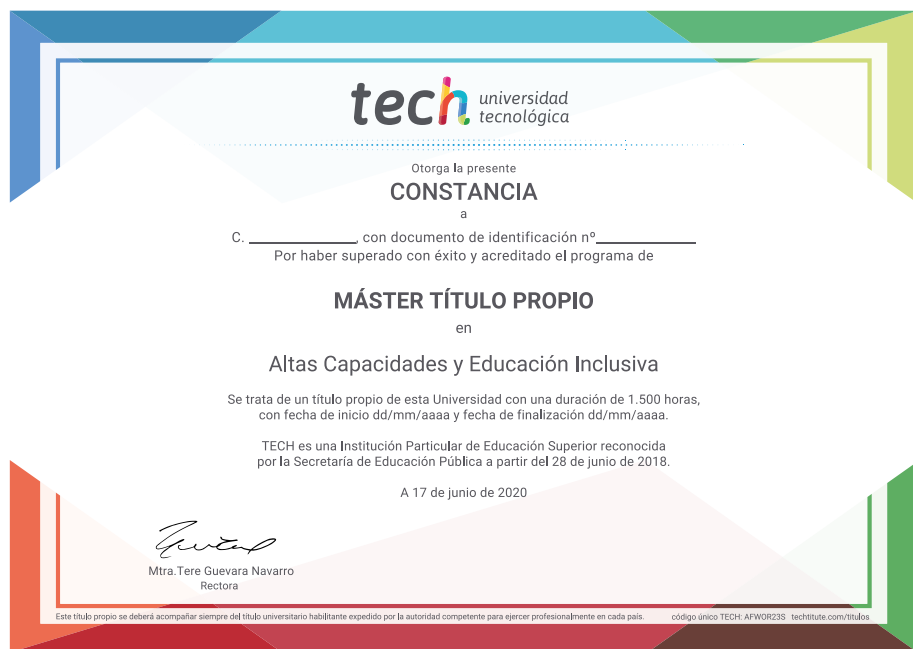 tech universidad
tecnológica
Otorga la presente
CONSTANCIA
a
C. ______________, con documento de identificación nº_____________
Por haber superado con éxito y acreditado el programa de
MÁSTER TÍTULO PROPIO
en
Altas Capacidades y Educación Inclusiva
Se trata de un título propio de esta Universidad con una duración de 1.500 horas,
con fecha de inicio dd/mm/aaaa y fecha de finalización dd/mm/aaaa.
TECH es una Institución Particular de Educación Superior reconocida
por la Secretaría de Educación Pública a partir del 28 de junio de 2018.
A 17 de junio de 2020
Mtra.Tere Guevara Navarro
Rectora
Este título propio se deberá acompañar siempre del título universitario habilitante expedido por la autoridad competente para ejercer profesionalmente en cada país. código único TECH: AFWOR23S techtitute.com/titulos